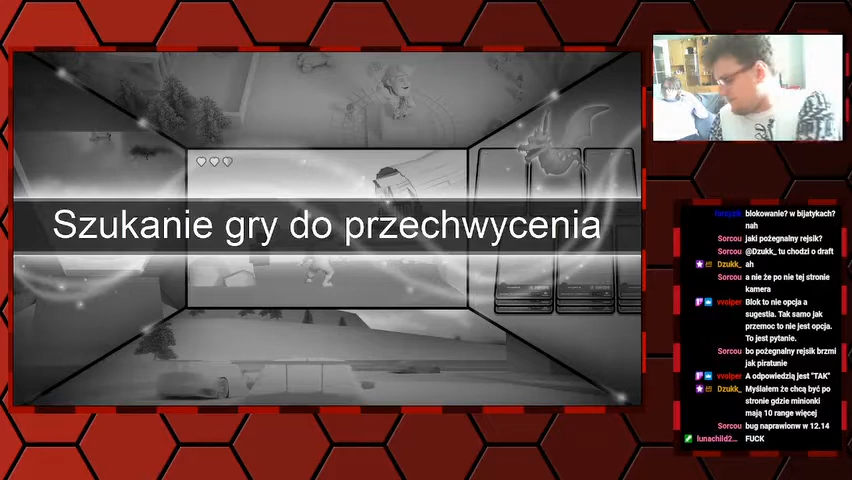 Szukanie gry do przechwycenia
blokowanie? w bijatykach?
nah
Sorcou jaki pożegnalny rejsik?
Sorcou @Dzukk_ tu chodzi o draft
Dzukk_ ah
Sorcou a nie że po nie tej stronie
kamera
vvolper Blok to nie opcja a
sugestia. Tak samo jak
przemoc to nie jest opcja.
To jest pytanie.
Sorcou bo pożegnalny rejsik brzmi
jak piratunie
vvolper A odpowiedzią jest "TAK"
Dzukk_ Myślałem że chcą być po
stronie gdzie minionki
mają 10 range więcej
Sorcou bug naprawionw w 12.14
lunachild2... FUCK